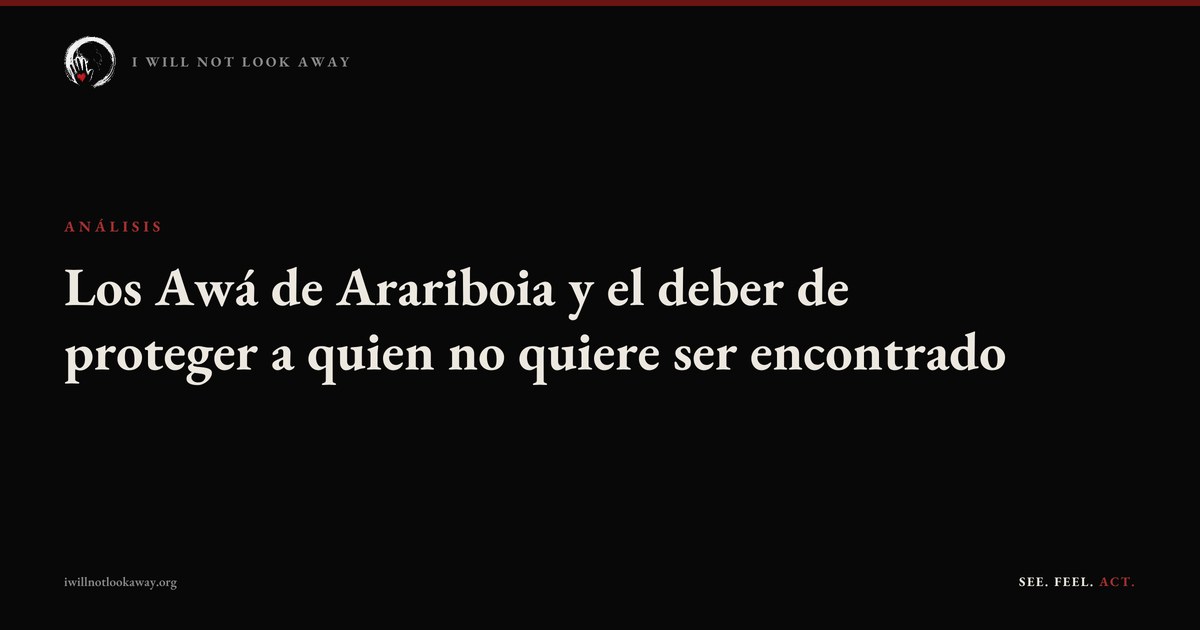 I WILL NOT LOOK AWAY
ANÁLISIS
Los Awá de Arariboia y el deber de
proteger a quien no quiere ser encontrado
iwillnotlookaway.org
SEE. FEEL. ACT.